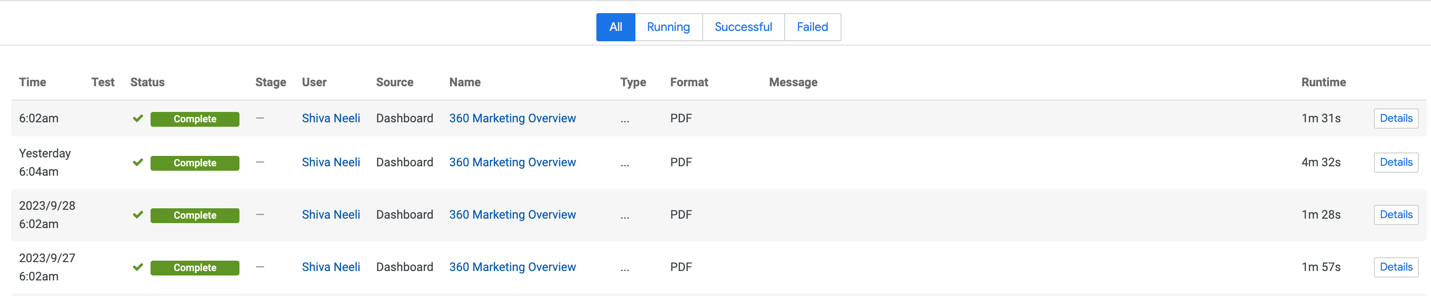 All Running Successful Failed
Time Test Status Stage User Source Name Type Format Message Runtime
6:02am Complete — Shiva Neeli Dashboard 360 Marketing Overview ... PDF 1m 31s Details
Yesterday
6:04am Complete — Shiva Neeli Dashboard 360 Marketing Overview ... PDF 4m 32s Details
2023/9/28
6:02am Complete — Shiva Neeli Dashboard 360 Marketing Overview ... PDF 1m 28s Details
2023/9/27
6:02am Complete — Shiva Neeli Dashboard 360 Marketing Overview ... PDF 1m 57s Details